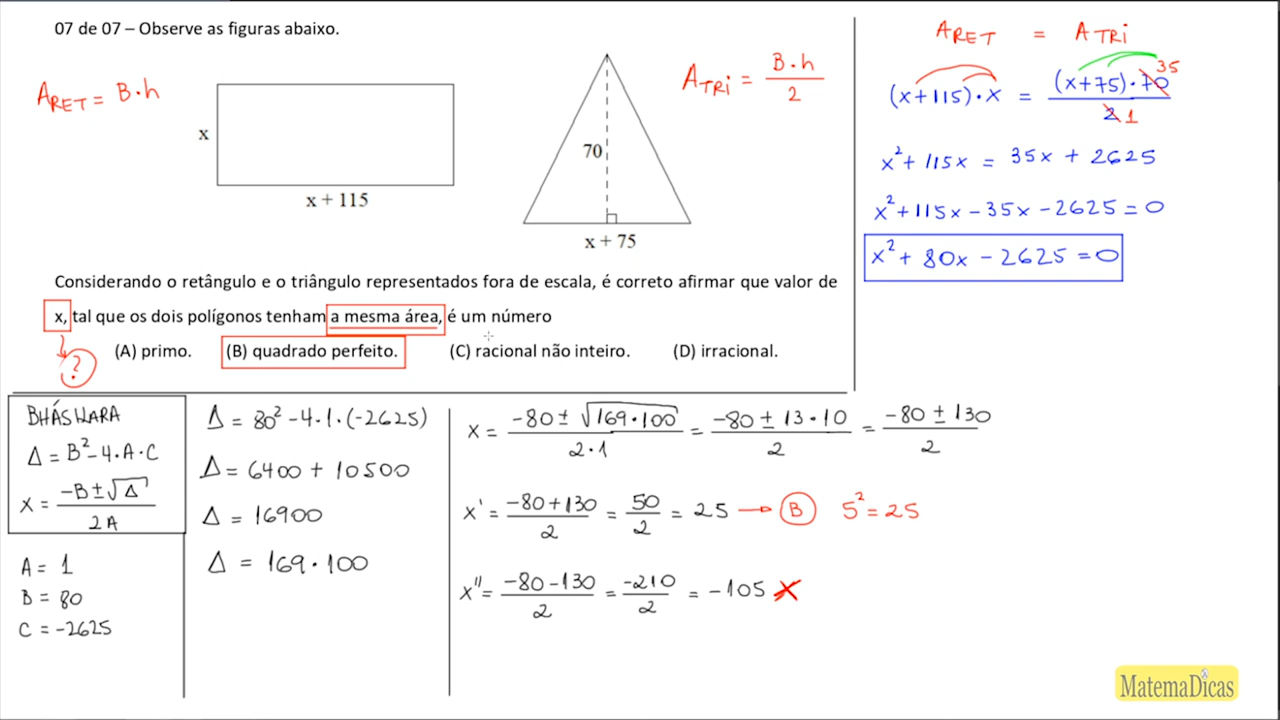 07 de 07 – Observe as figuras abaixo.
A_RET = B·h
x
x + 115
70
x + 75
A_TRi = B·h / 2
Considerando o retângulo e o triângulo representados fora de escala, é correto afirmar que valor de
x, tal que os dois polígonos tenham a mesma área, é um número
?
(A) primo. (B) quadrado perfeito. (C) racional não inteiro. (D) irracional.
A_RET = A_TRi
(x+115)·x = (x+75)·70 / 2
35
1
x² + 115x = 35x + 2625
x² + 115x − 35x − 2625 = 0
x² + 80x − 2625 = 0
BHÁSKARA
Δ = B² − 4·A·C
x = −B ± √Δ / 2A
A = 1
B = 80
C = −2625
Δ = 80² − 4·1·(−2625)
Δ = 6400 + 10500
Δ = 16900
Δ = 169·100
x = −80 ± √169·100 / 2·1 = −80 ± 13·10 / 2 = −80 ± 130 / 2
x' = −80+130 / 2 = 50 / 2 = 25 → B 5² = 25
x'' = −80−130 / 2 = −210 / 2 = −105 X
MatemaDicas